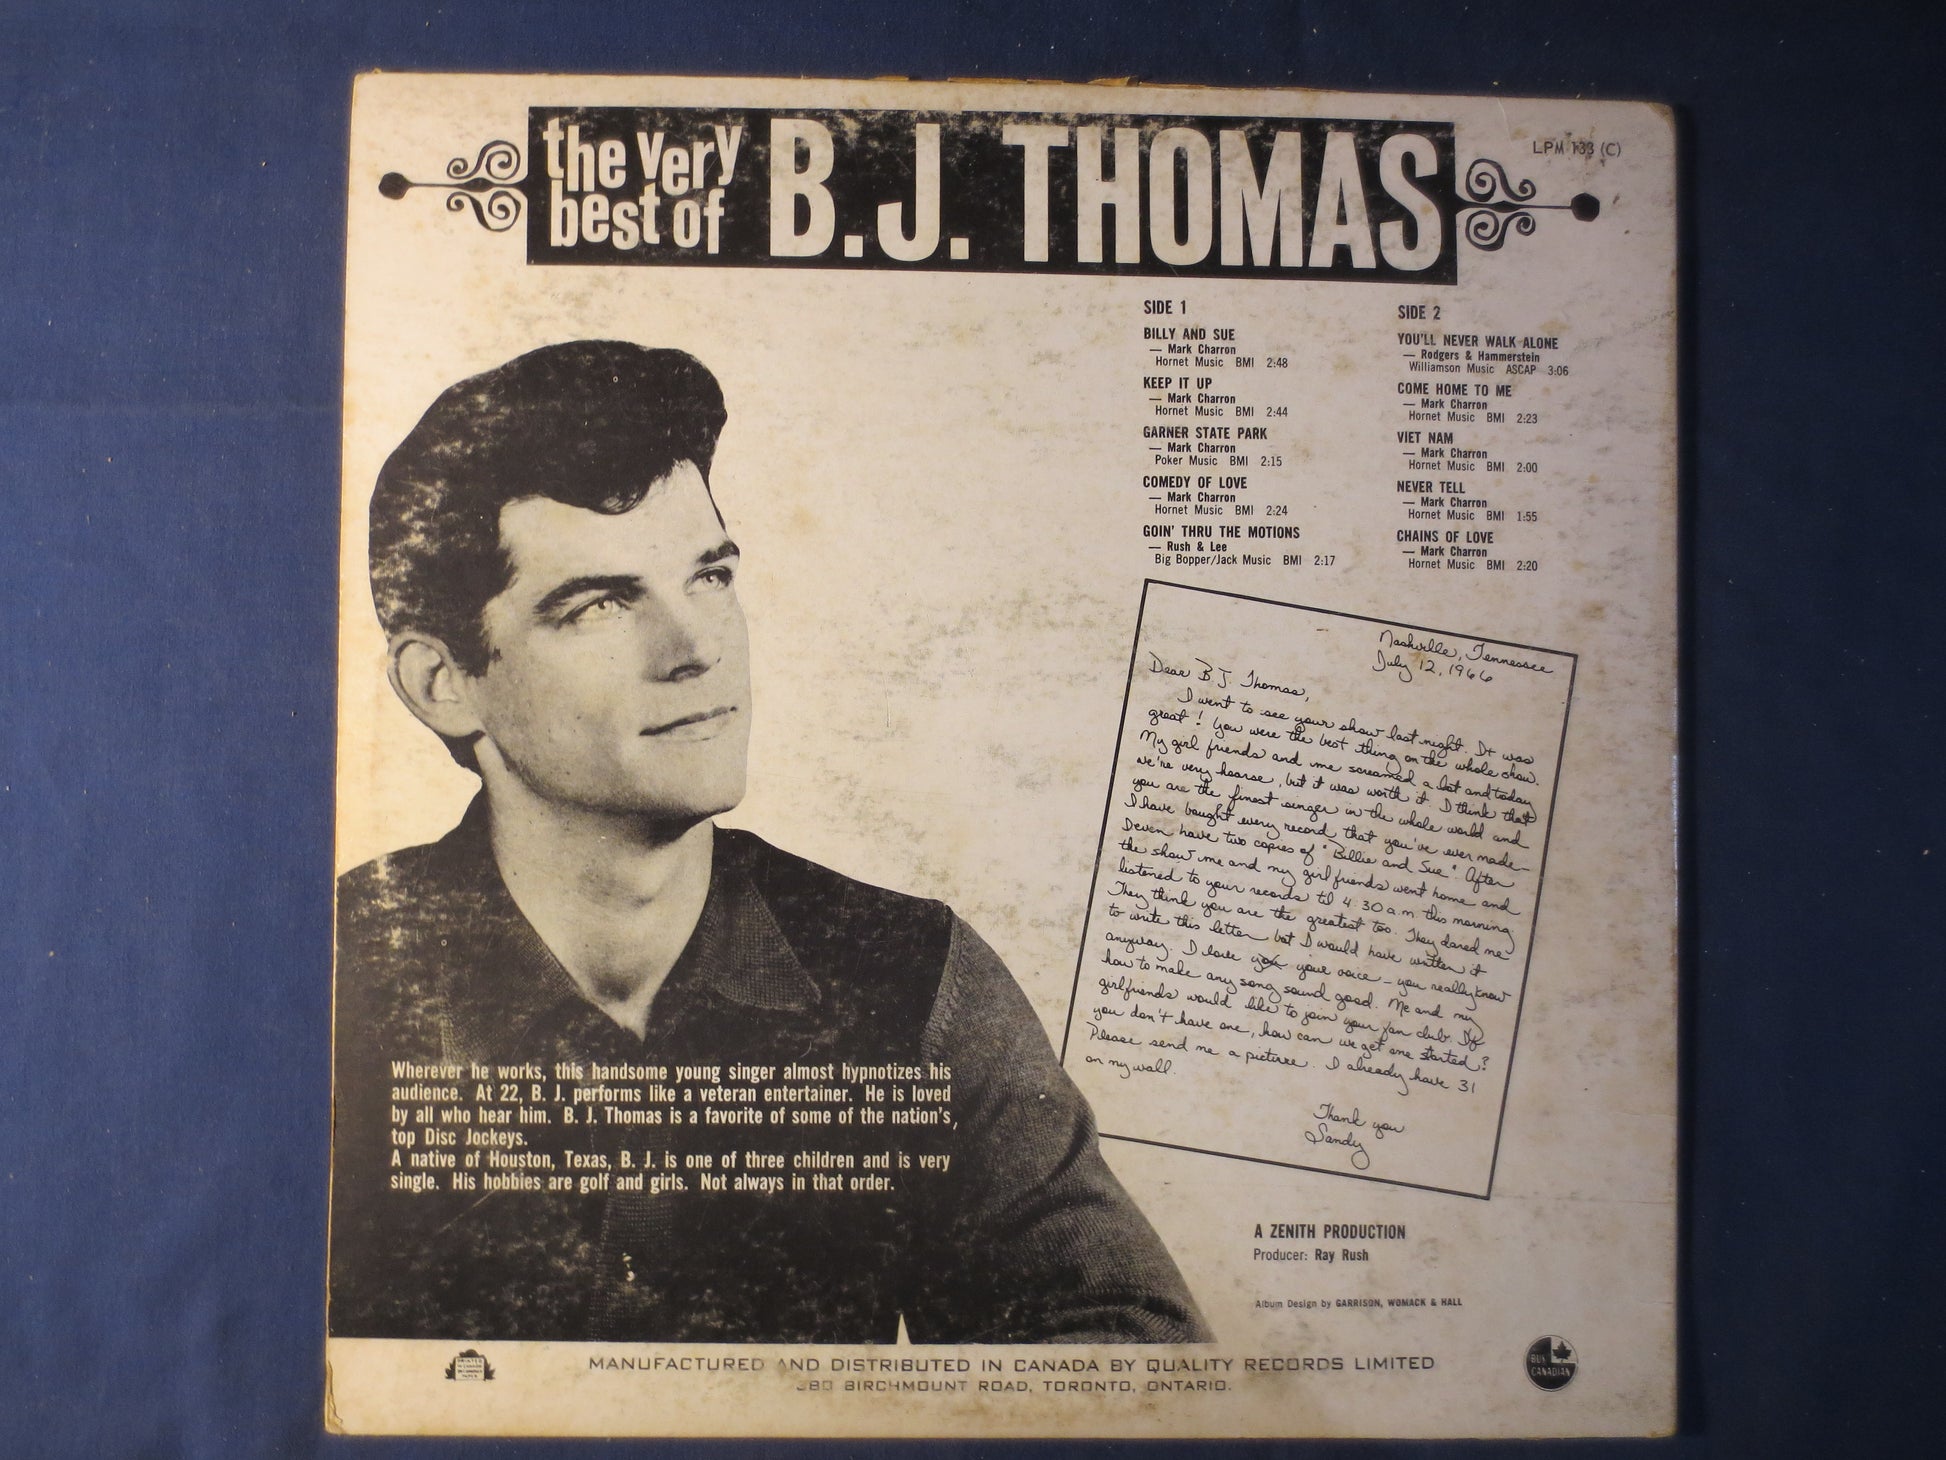 the very
best of
B.J. THOMAS
LPM 133 (C)
SIDE 1
BILLY AND SUE
— Mark Charron
Hornet Music BMI 2:48
KEEP IT UP
— Mark Charron
Hornet Music BMI 2:44
GARNER STATE PARK
— Mark Charron
Poker Music BMI 2:15
COMEDY OF LOVE
— Mark Charron
Hornet Music BMI 2:24
GOIN' THRU THE MOTIONS
— Rush & Lee
Big Bopper/Jack Music BMI 2:17
SIDE 2
YOU'LL NEVER WALK ALONE
— Rodgers & Hammerstein
Williamson Music ASCAP 3:06
COME HOME TO ME
— Mark Charron
Hornet Music BMI 2:23
VIET NAM
— Mark Charron
Hornet Music BMI 2:00
NEVER TELL
— Mark Charron
Hornet Music BMI 1:55
CHAINS OF LOVE
— Mark Charron
Hornet Music BMI 2:20
Nashville, Tennessee
July 12, 1966
Dear B.J. Thomas,
I went to see your show last night. It was
great! You were the best thing on the whole show.
My girl friends and me screamed a lot and today
we're very hoarse, but it was worth it. I think that
you are the finest singer in the whole world and
I have bought every record that you've ever made—
I even have two copies of "Billie and Sue". After
the show me and my girlfriends went home and
listened to your records til 4:30 a.m. this morning.
They think you are the greatest too. They dared me
to write this letter but I would have written it
anyway. I love you your voice — you really know
how to make any song sound good. Me and my
girlfriends would like to join your fan club. If
you don't have one, how can we get one started?
Please send me a picture. I already have 31
on my wall.
Thank you
Sandy
Wherever he works, this handsome young singer almost hypnotizes his
audience. At 22, B. J. performs like a veteran entertainer. He is loved
by all who hear him. B. J. Thomas is a favorite of some of the nation's,
top Disc Jockeys.
A native of Houston, Texas, B. J. is one of three children and is very
single. His hobbies are golf and girls. Not always in that order.
A ZENITH PRODUCTION
Producer: Ray Rush
Album Design by GARRISON, WOMACK & HALL
PRINTED
IN CANADA
MANUFACTURED AND DISTRIBUTED IN CANADA BY QUALITY RECORDS LIMITED
380 BIRCHMOUNT ROAD, TORONTO, ONTARIO.
BUY
CANADIAN